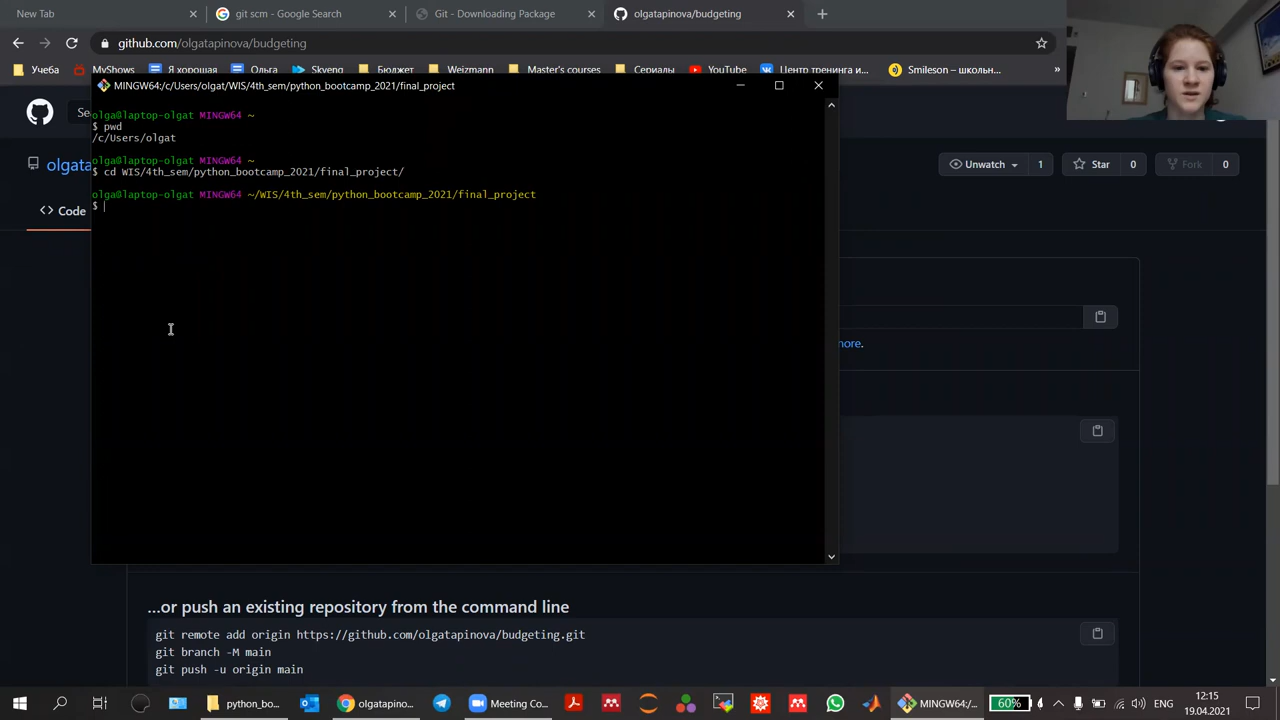 New Tab
git scm - Google Search
Git - Downloading Package
olgatapinova/budgeting
github.com/olgatapinova/budgeting
Учеба
MyShows
Я хорошая
Ольга
Skyeng
Бюджет
Weizmann
Master's courses
Сериалы
YouTube
Центр тренинго...
Smileson – школьн...
»
MINGW64:/c/Users/olgat/WIS/4th_sem/python_bootcamp_2021/final_project
olga@laptop-olgat MINGW64 ~
$ pwd
/c/Users/olgat
olga@laptop-olgat MINGW64 ~
$ cd WIS/4th_sem/python_bootcamp_2021/final_project/
olga@laptop-olgat MINGW64 ~/WIS/4th_sem/python_bootcamp_2021/final_project
$
Se
olgata
Unwatch
1
Star
0
Fork
0
Code
ore.
...or push an existing repository from the command line
git remote add origin https://github.com/olgatapinova/budgeting.git
git branch -M main
git push -u origin main
python_bo...
olgatapino...
Meeting Co...
MINGW64:/...
60%
ENG
12:15
19.04.2021